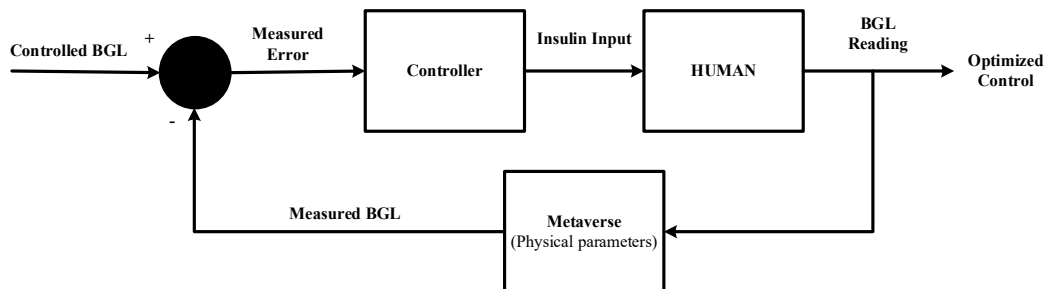 Controlled BGL
+
-
Measured
Error
Controller
Insulin Input
HUMAN
BGL
Reading
Optimized
Control
Measured BGL
Metaverse
(Physical parameters)